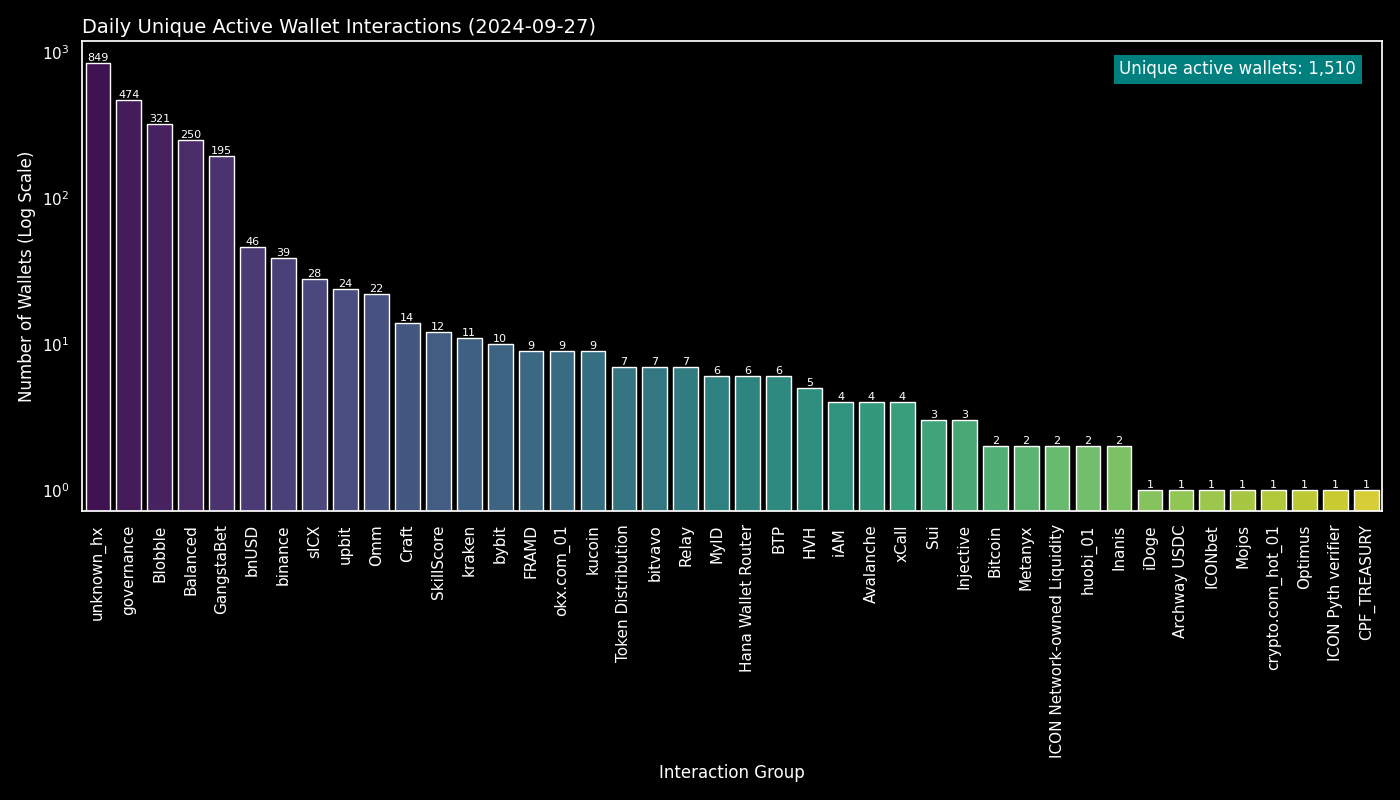 Daily Unique Active Wallet Interactions (2024-09-27)
Unique active wallets: 1,510
Number of Wallets (Log Scale)
10³
10²
10¹
10⁰
849
474
321
250
195
46
39
28
24
22
14
12
11
10
9
9
9
7
7
7
6
6
6
5
4
4
4
3
3
2
2
2
2
2
1
1
1
1
1
1
1
1
unknown_hx
governance
Blobble
Balanced
GangstaBet
bnUSD
binance
sICX
upbit
Omm
Craft
SkillScore
kraken
bybit
FRAMD
okx.com_01
kucoin
Token Distribution
bitvavo
Relay
MyID
Hana Wallet Router
BTP
HVH
iAM
Avalanche
xCall
Sui
Injective
Bitcoin
Metanyx
ICON Network-owned Liquidity
huobi_01
Inanis
iDoge
Archway USDC
ICONbet
Mojos
crypto.com_hot_01
Optimus
ICON Pyth verifier
CPF_TREASURY
Interaction Group